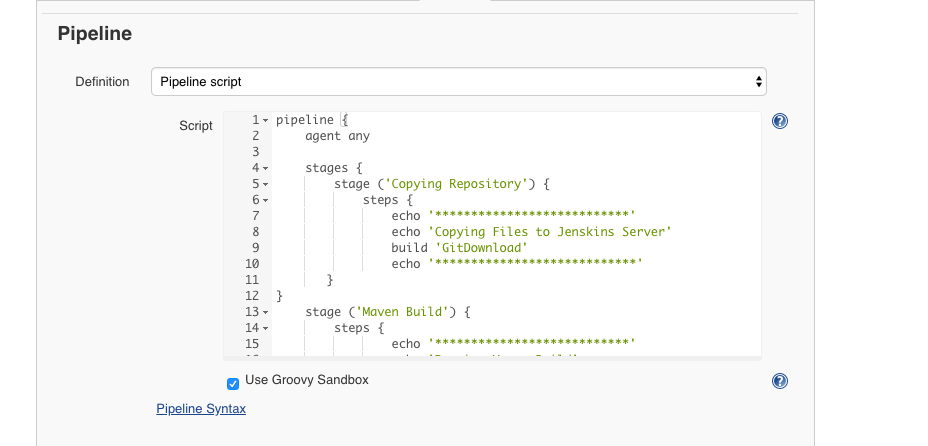 Pipeline
Definition Pipeline script
Script
1 pipeline {
2 agent any
3
4 stages {
5 stage ('Copying Repository') {
6 steps {
7 echo '***************************'
8 echo 'Copying Files to Jenskins Server'
9 build 'GitDownload'
10 echo '****************************'
11 }
12 }
13 stage ('Maven Build') {
14 steps {
15 echo '***************************'
Use Groovy Sandbox
Pipeline Syntax